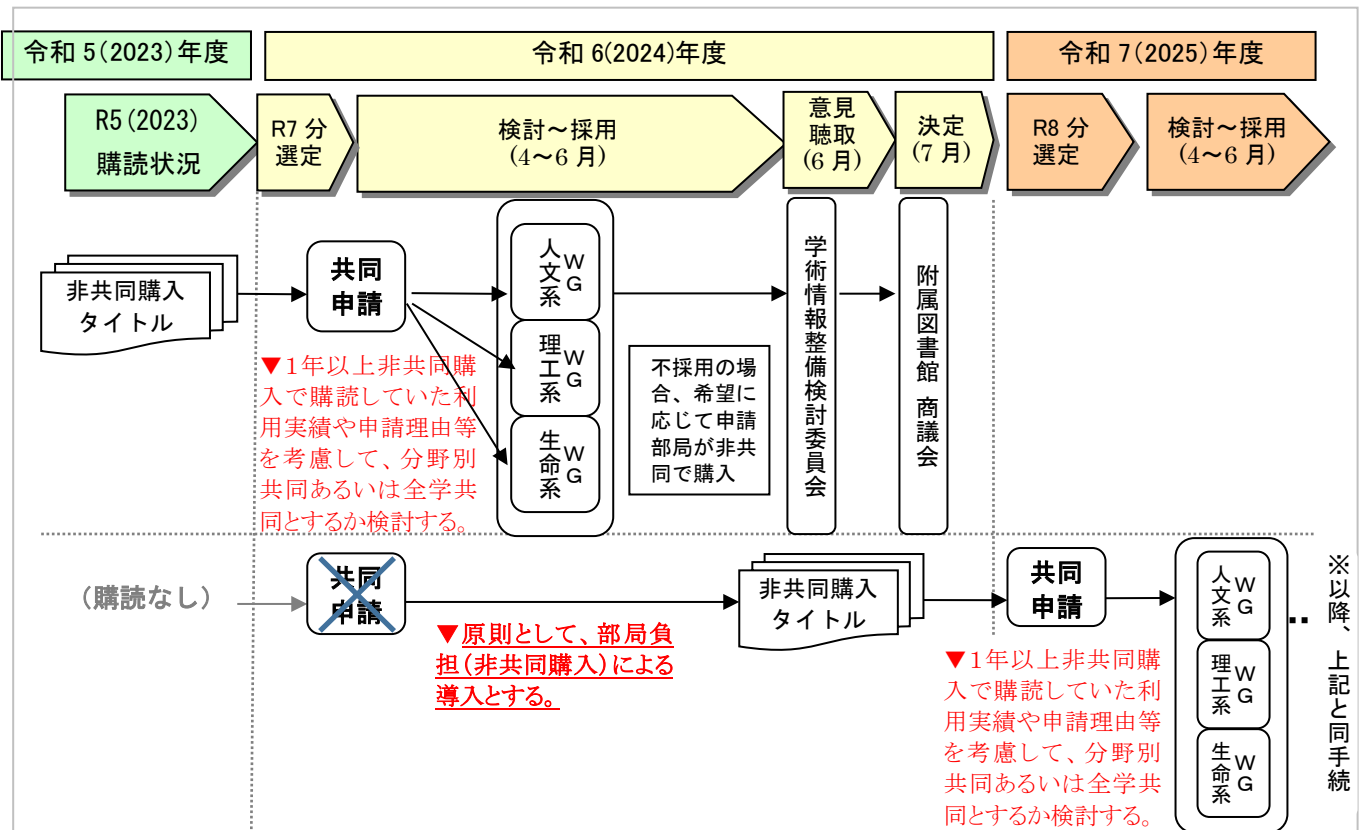 令和5(2023)年度
令和 6(2024)年度
令和 7(2025)年度
R5(2023)
購読状況
R7 分
選定
検討～採用
(4～6 月)
意見
聴取
(6 月)
決定
(7 月)
R8 分
選定
検討～採用
(4～6 月)
非共同購入
タイトル
共同
申請
▼1年以上非共同購
入で購読していた利
用実績や申請理由等
を考慮して、分野別
共同あるいは全学共
同とするか検討する。
人文系WG
理工系WG
生命系WG
不採用の場
合、希望に
応じて申請
部局が非共
同で購入
学術情報整備検討委員会
附属図書館 商議会
(購読なし)
共同
申請
▼原則として、部局負
担(非共同購入)による
導入とする。
非共同購入
タイトル
共同
申請
▼1年以上非共同購
入で購読していた利
用実績や申請理由等
を考慮して、分野別
共同あるいは全学共
同とするか検討する。
人文系WG
理工系WG
生命系WG
‥
※以降、上記と同手続